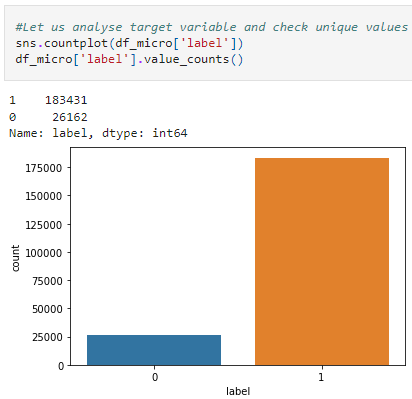 #Let us analyse target variable and check unique values
sns.countplot(df_micro['label'])
df_micro['label'].value_counts()
1    183431
0     26162
Name: label, dtype: int64
175000
150000
125000
100000
75000
50000
25000
0
count
0 1
label